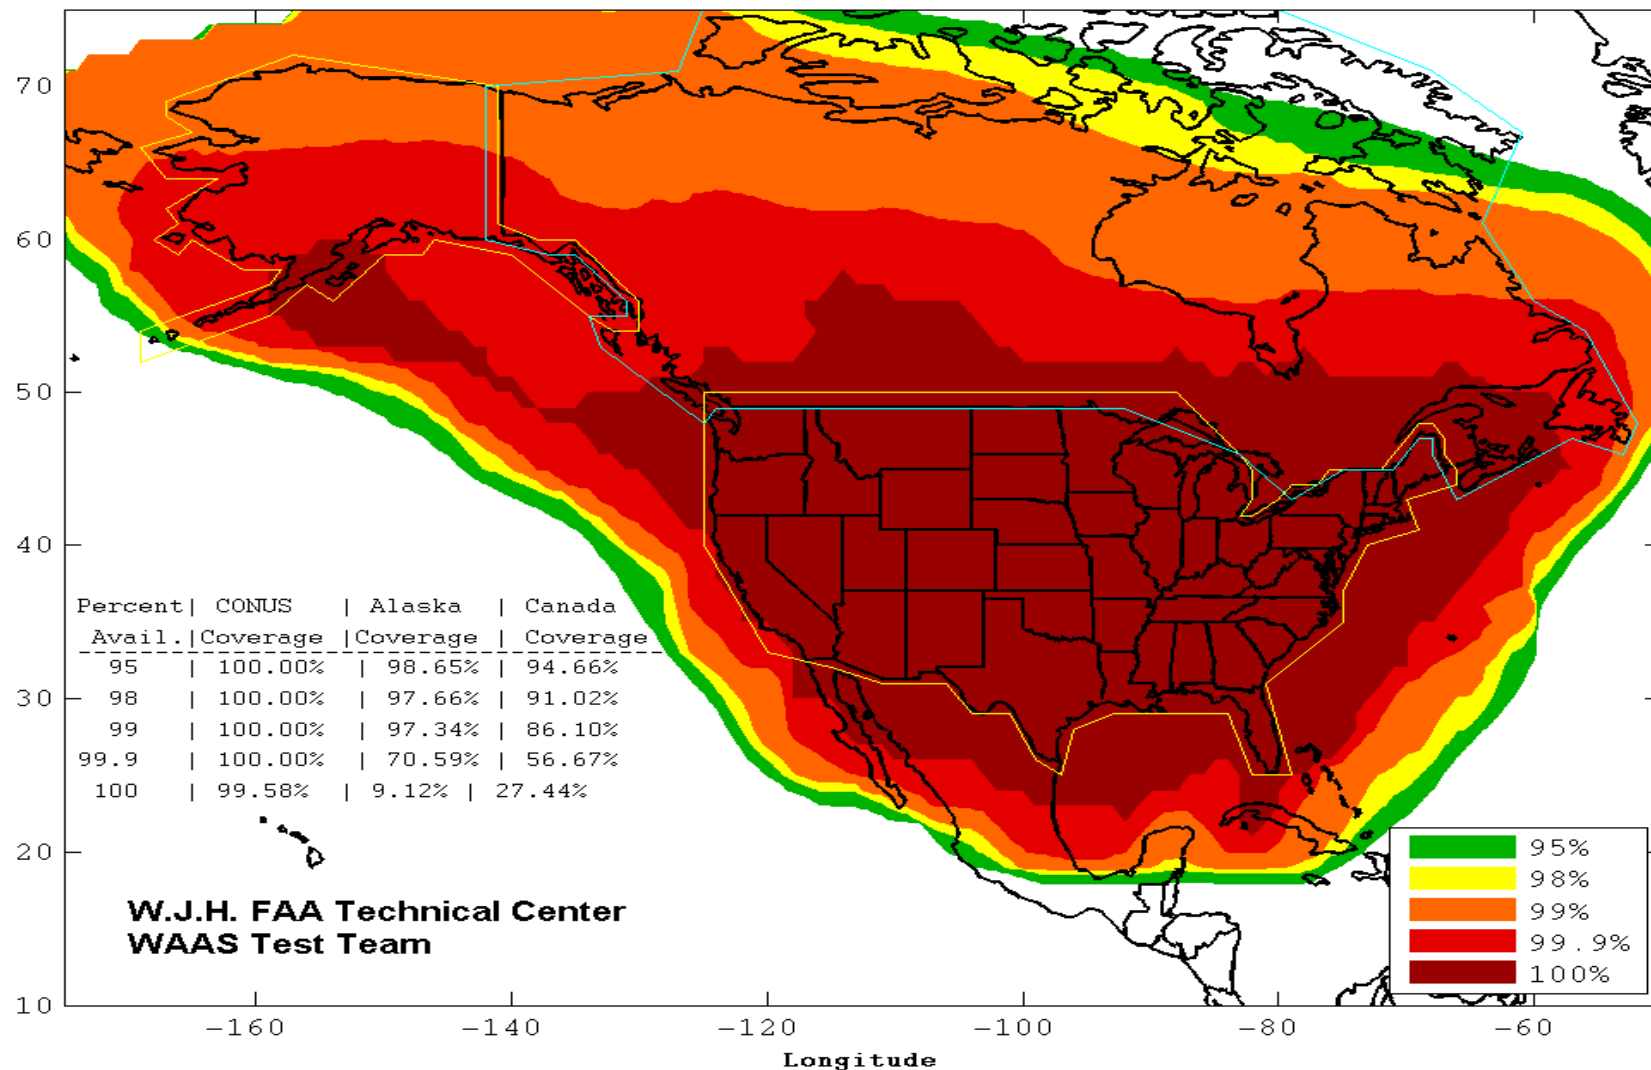 70
60
50
40
30
20
10
Percent| CONUS | Alaska | Canada
Avail.|Coverage |Coverage | Coverage
95 | 100.00% | 98.65% | 94.66%
98 | 100.00% | 97.66% | 91.02%
99 | 100.00% | 97.34% | 86.10%
99.9 | 100.00% | 70.59% | 56.67%
100 | 99.58% | 9.12% | 27.44%
W.J.H. FAA Technical Center
WAAS Test Team
95%
98%
99%
99.9%
100%
-160 -140 -120 -100 -80 -60
Longitude